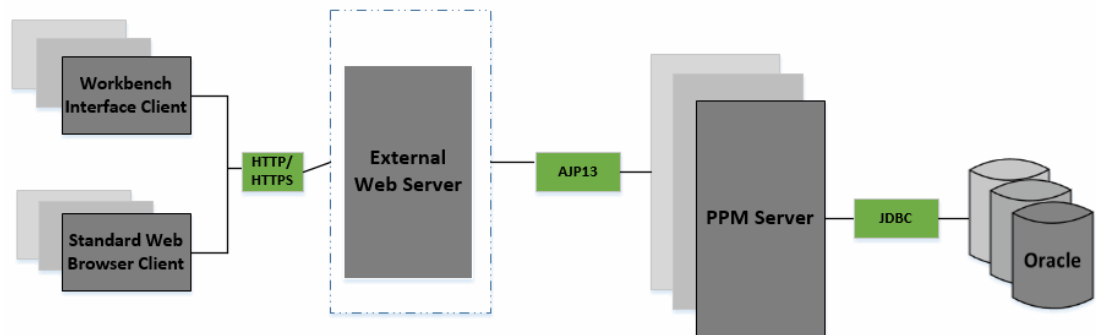 Workbench
Interface Client
Standard Web
Browser Client
HTTP/
HTTPS
External
Web Server
AJP13
PPM Server
JDBC
Oracle